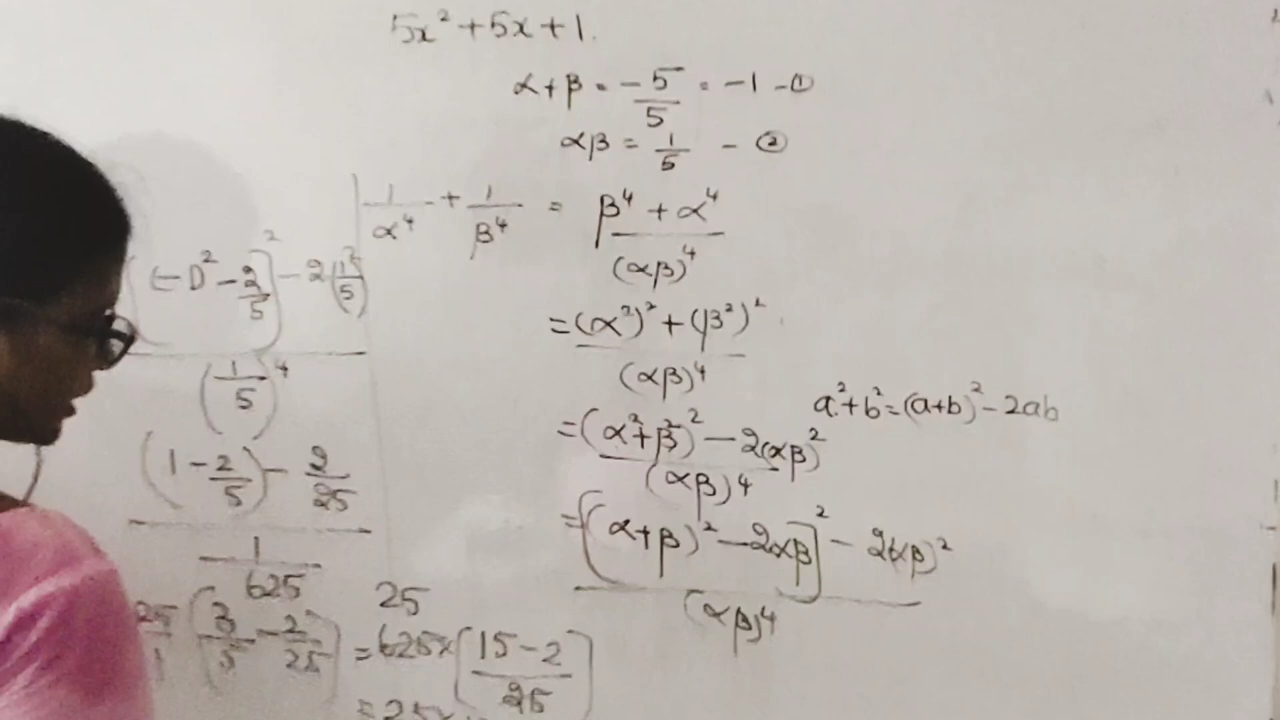 5x² + 5x + 1.
α + β = -5/5 = -1 - ①
αβ = 1/5 - ②
1/α⁴ + 1/β⁴ = β⁴ + α⁴/(αβ)⁴
= (α²)² + (β²)²/(αβ)⁴
a² + b² = (a+b)² - 2ab
= (α² + β²)² - 2(αβ)²/(αβ)⁴
= [(α+β)² - 2αβ]² - 2(αβ)²/(αβ)⁴
[(-1)² - 2/5]² - 2(1/5)²/(1/5)⁴
(1 - 2/5) - 2/25/1/625
(3/5 - 2/25) = 625 × [15 - 2/25]
25
= 25×